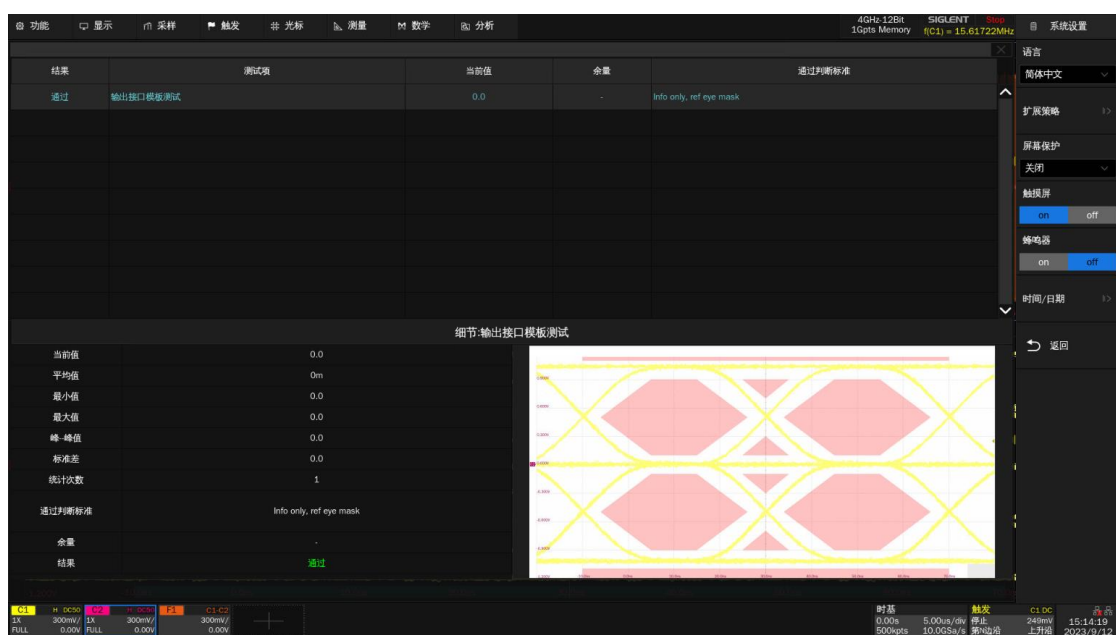 功能 显示 采样 触发 光标 测量 数学 分析 4GHz-12Bit SIGLENT Stop 系统设置
1Gpts Memory f(C1) = 15.61722MHz
语言
结果 测试项 当前值 余量 通过判断标准
简体中文
通过 输出接口模板测试 0.0 - Info only, ref eye mask
扩展策略
屏幕保护
关闭
触摸屏
on off
蜂鸣器
on off
时间/日期
细节:输出接口模板测试
返回
当前值 0.0
平均值 0m
最小值 0.0
最大值 0.0
峰-峰值 0.0
标准差 0.0
统计次数 1
通过判断标准 Info only, ref eye mask
余量 -
结果 通过
C1 H DC50 C2 H DC50 F1 C1-C2 时基 触发 C1 DC
1X 300mV/ 1X 300mV/ 300mV/ 0.00s 5.00us/div 停止 249mV 15:14:19
FULL 0.00V FULL 0.00V 0.00V 500kpts 10.0GSa/s 第N边沿 上升沿 2023/9/12